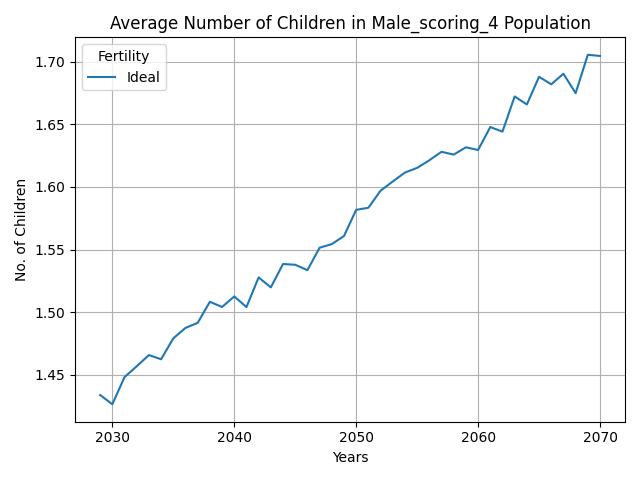 Average Number of Children in Male_scoring_4 Population
Fertility
Ideal
1.70
1.65
1.60
1.55
1.50
1.45
No. of Children
2030 2040 2050 2060 2070
Years